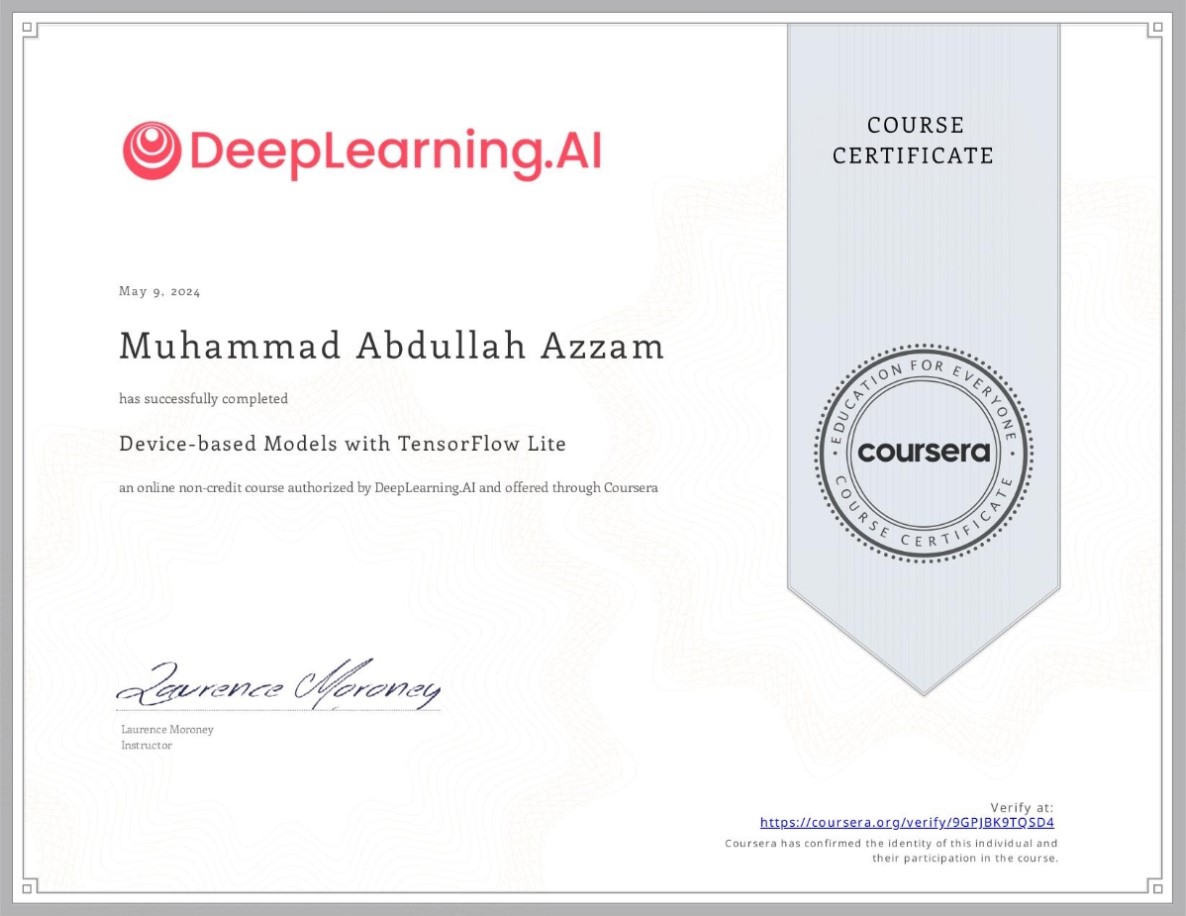 DeepLearning.AI
COURSE
CERTIFICATE
May 9, 2024
Muhammad Abdullah Azzam
has successfully completed
Device-based Models with TensorFlow Lite
an online non-credit course authorized by DeepLearning.AI and offered through Coursera
EDUCATION FOR EVERYONE
coursera
COURSE CERTIFICATE
Laurence Moroney
Laurence Moroney
Instructor
Verify at:
https://coursera.org/verify/9GPJBK9TQSD4
Coursera has confirmed the identity of this individual and
their participation in the course.